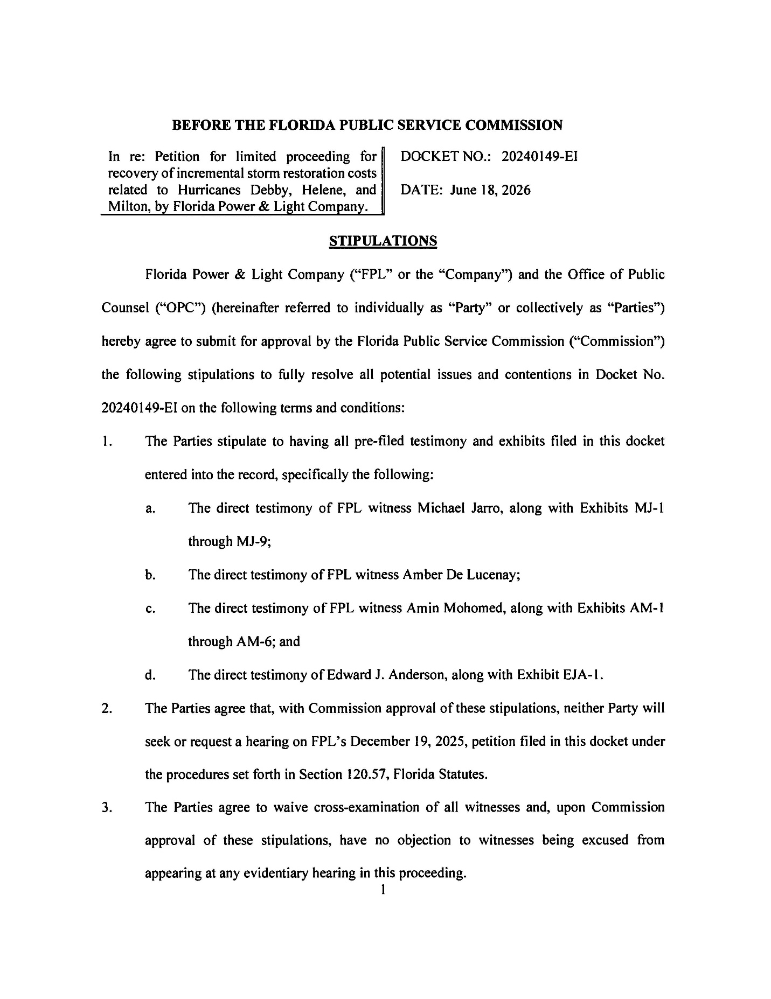 BEFORE THE FLORIDA PUBLIC SERVICE COMMISSION
In re: Petition for limited proceeding for
recovery of incremental storm restoration costs
related to Hurricanes Debby, Helene, and
Milton, by Florida Power & Light Company.
DOCKET NO.: 20240149-EI
DATE: June 18, 2026
STIPULATIONS
Florida Power & Light Company (“FPL” or the “Company”) and the Office of Public
Counsel (“OPC”) (hereinafter referred to individually as “Party” or collectively as “Parties”)
hereby agree to submit for approval by the Florida Public Service Commission (“Commission”)
the following stipulations to fully resolve all potential issues and contentions in Docket No.
20240149-EI on the following terms and conditions:
1. The Parties stipulate to having all pre-filed testimony and exhibits filed in this docket
entered into the record, specifically the following:
a. The direct testimony of FPL witness Michael Jarro, along with Exhibits MJ-1
through MJ-9;
b. The direct testimony of FPL witness Amber De Lucenay;
c. The direct testimony of FPL witness Amin Mohomed, along with Exhibits AM-1
through AM-6; and
d. The direct testimony of Edward J. Anderson, along with Exhibit EJA-1.
2. The Parties agree that, with Commission approval of these stipulations, neither Party will
seek or request a hearing on FPL’s December 19, 2025, petition filed in this docket under
the procedures set forth in Section 120.57, Florida Statutes.
3. The Parties agree to waive cross-examination of all witnesses and, upon Commission
approval of these stipulations, have no objection to witnesses being excused from
appearing at any evidentiary hearing in this proceeding.
1